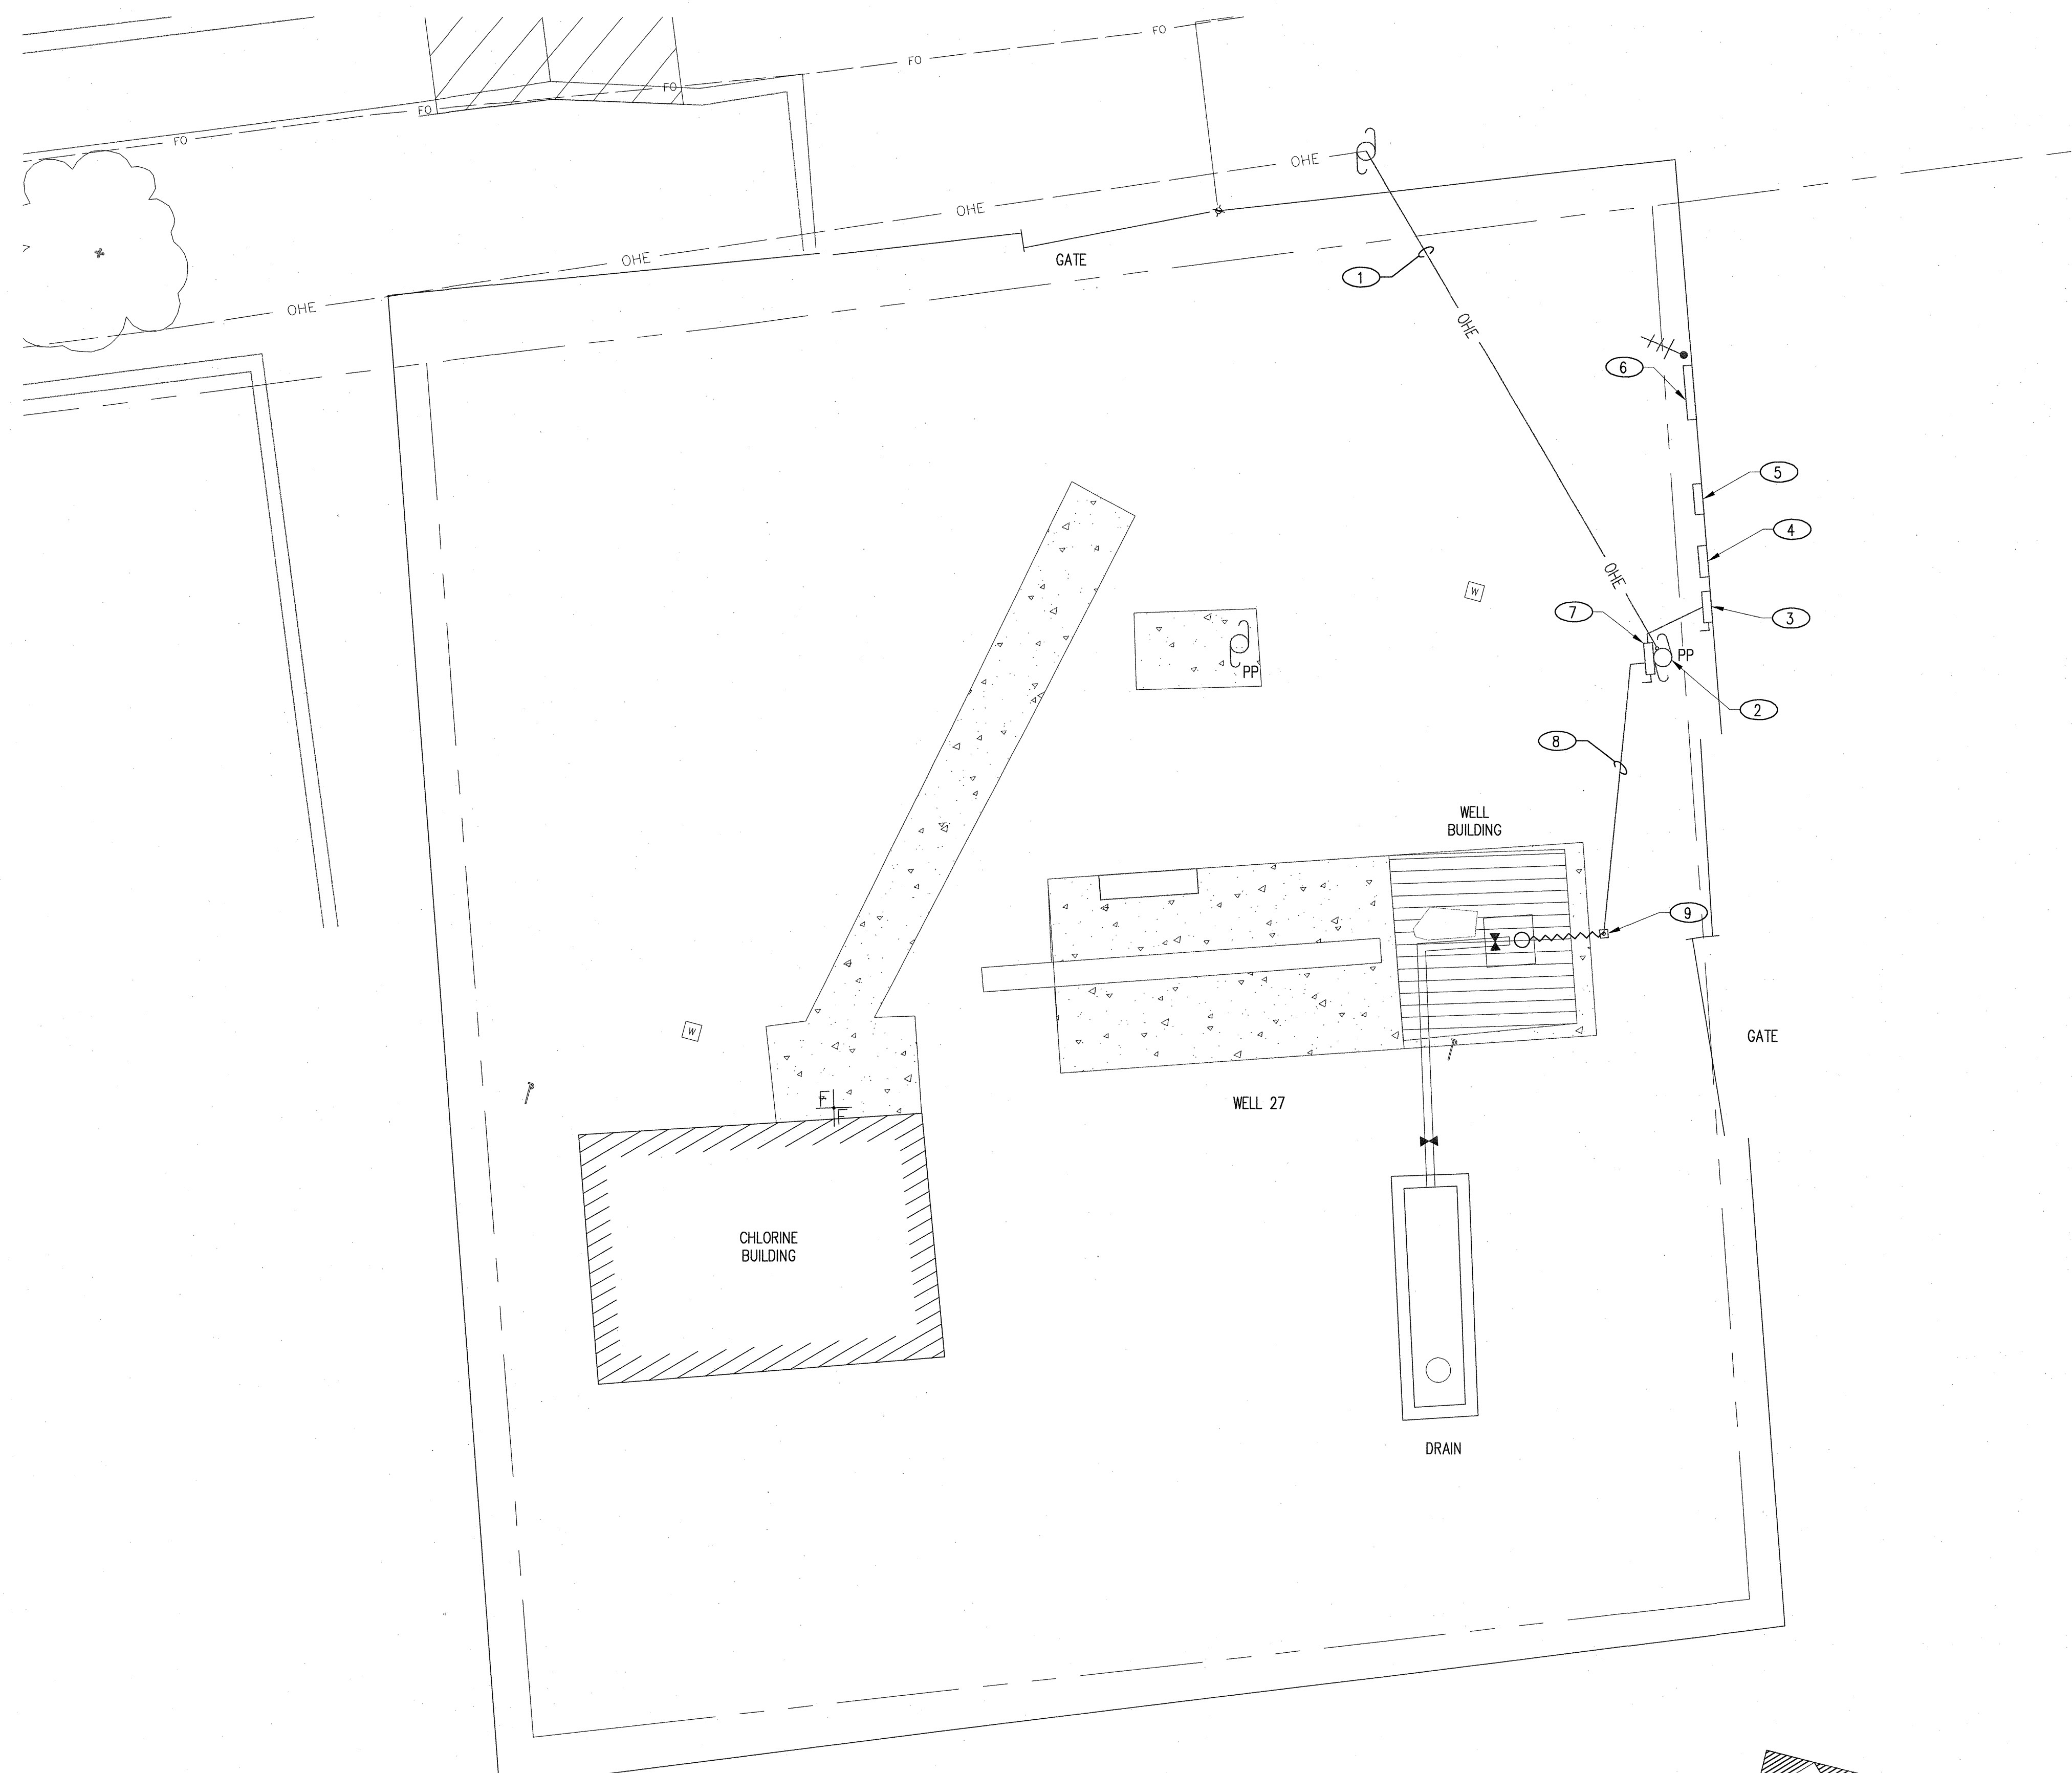 FO
FO
FO
FO
FO
OHE
OHE
OHE
OHE
GATE
1
OHE
6
5
4
OHE
W
7
3
PP
PP
2
8
WELL
BUILDING
9
W
GATE
F
F
WELL 27
CHLORINE
BUILDING
DRAIN